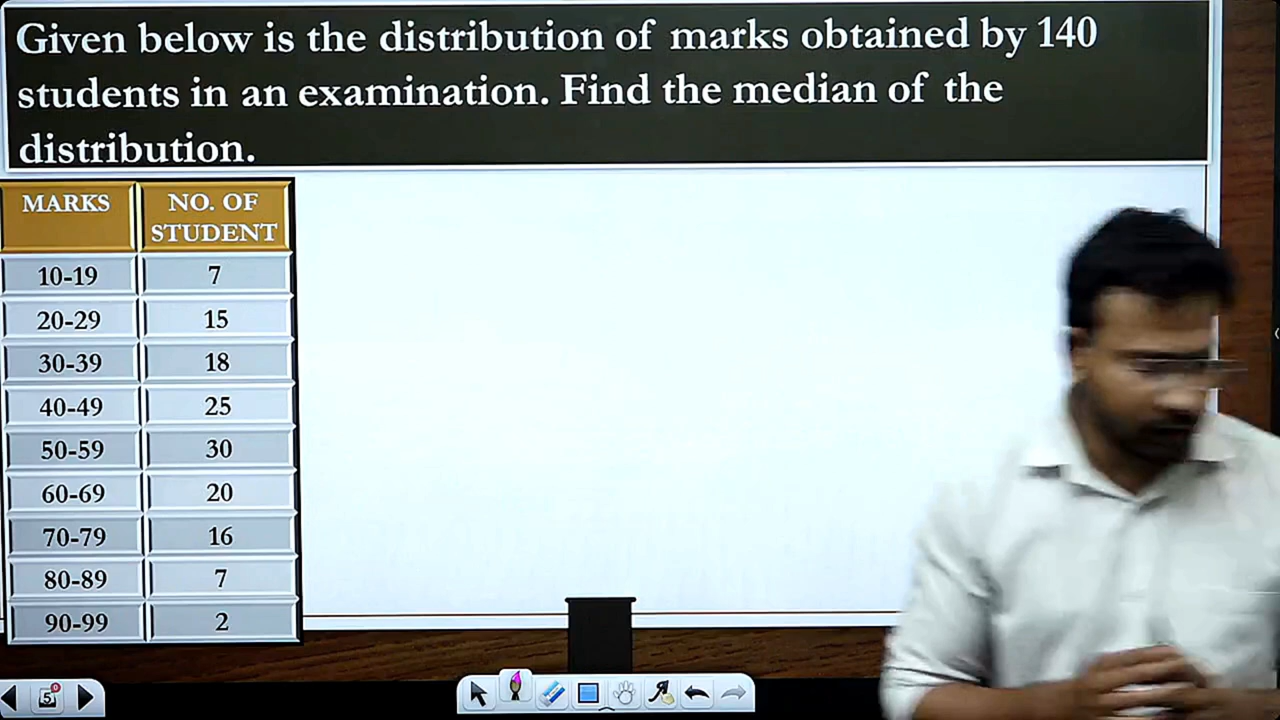 Given below is the distribution of marks obtained by 140
students in an examination. Find the median of the
distribution.
MARKS NO. OF
STUDENT
10-19 7
20-29 15
30-39 18
40-49 25
50-59 30
60-69 20
70-79 16
80-89 7
90-99 2
5